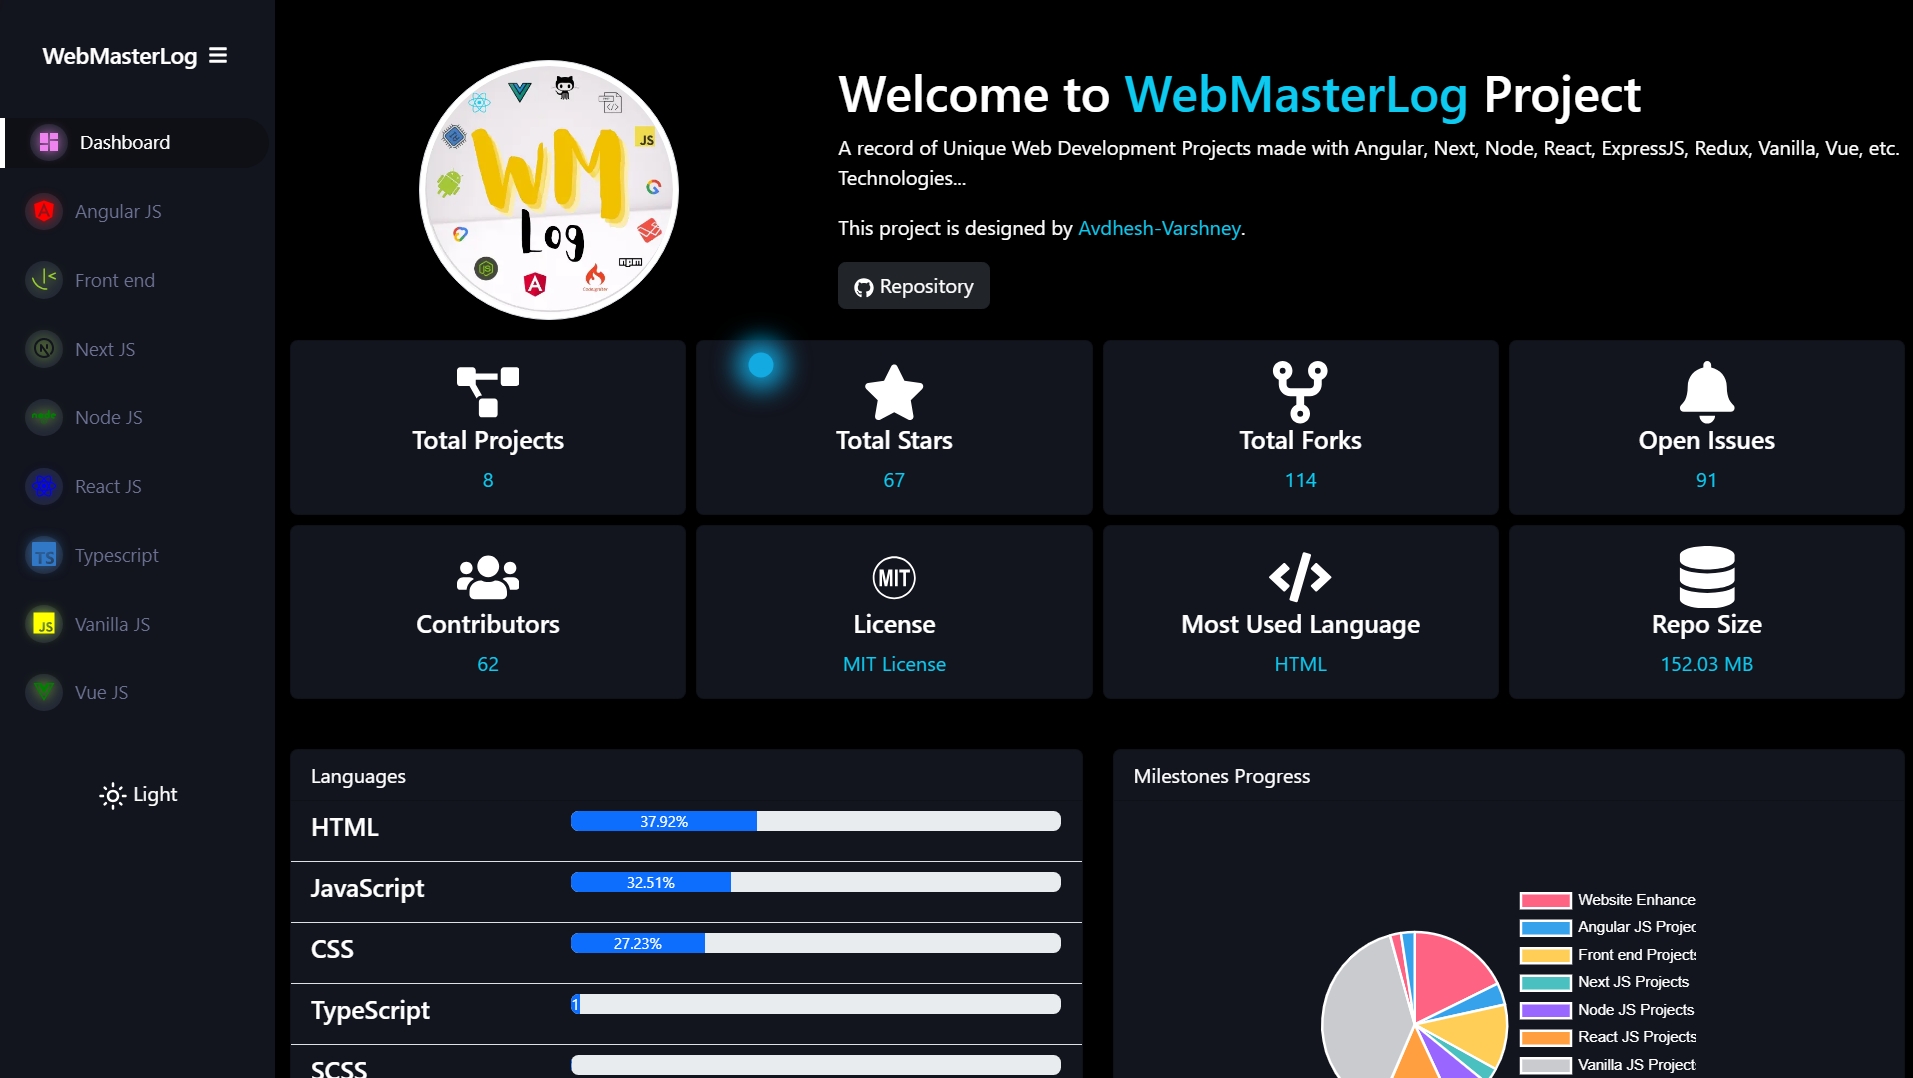 WebMasterLog
Dashboard
Angular JS
Front end
Next JS
Node JS
React JS
Typescript
Vanilla JS
Vue JS
Light
WM
Log
JS
Welcome to WebMasterLog Project
A record of Unique Web Development Projects made with Angular, Next, Node, React, ExpressJS, Redux, Vanilla, Vue, etc.
Technologies...
This project is designed by Avdhesh-Varshney.
Repository
Total Projects
8
Total Stars
67
Total Forks
114
Open Issues
91
Contributors
62
MIT
License
MIT License
Most Used Language
HTML
Repo Size
152.03 MB
Languages
HTML
37.92%
JavaScript
32.51%
CSS
27.23%
TypeScript
1
SCSS
Milestones Progress
Website Enhance
Angular JS Projec
Front end Projects
Next JS Projects
Node JS Projects
React JS Projects
Vanilla JS Projects